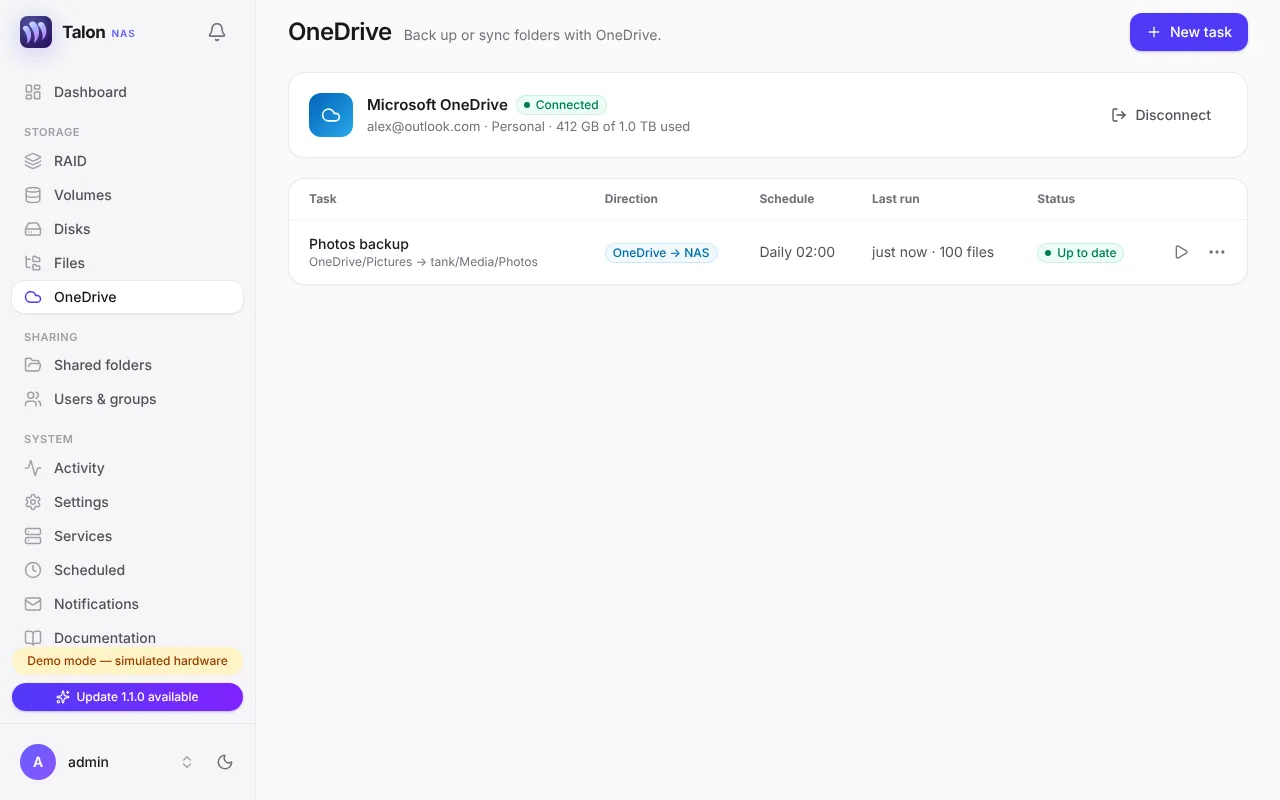 Talon NAS
Dashboard
STORAGE
RAID
Volumes
Disks
Files
OneDrive
SHARING
Shared folders
Users & groups
SYSTEM
Activity
Settings
Services
Scheduled
Notifications
Documentation
Demo mode — simulated hardware
Update 1.1.0 available
A admin
OneDrive Back up or sync folders with OneDrive.
New task
Microsoft OneDrive Connected
alex@outlook.com · Personal · 412 GB of 1.0 TB used
Disconnect
Task Direction Schedule Last run Status
Photos backup
OneDrive/Pictures → tank/Media/Photos
OneDrive → NAS Daily 02:00 just now · 100 files Up to date